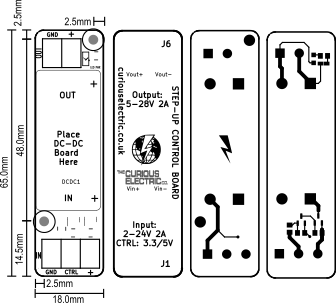 2.5mm
2.5mm
65.0mm
48.0mm
14.5mm
2.5mm
18.0mm
GND +
OUT
+
OUT
Place
DC-DC
Board
Here
DCDC1
IN +
IN
GND CTRL +
J6
Vout+ Vout-
Output:
5-28V 2A
curiouselectric.co.uk
STEP-UP CONTROL BOARD
THE CURIOUS
ELECTRIC CO.
Vin+ Vin-
Input:
2-24V 2A
CTRL: 3.3/5V
J1